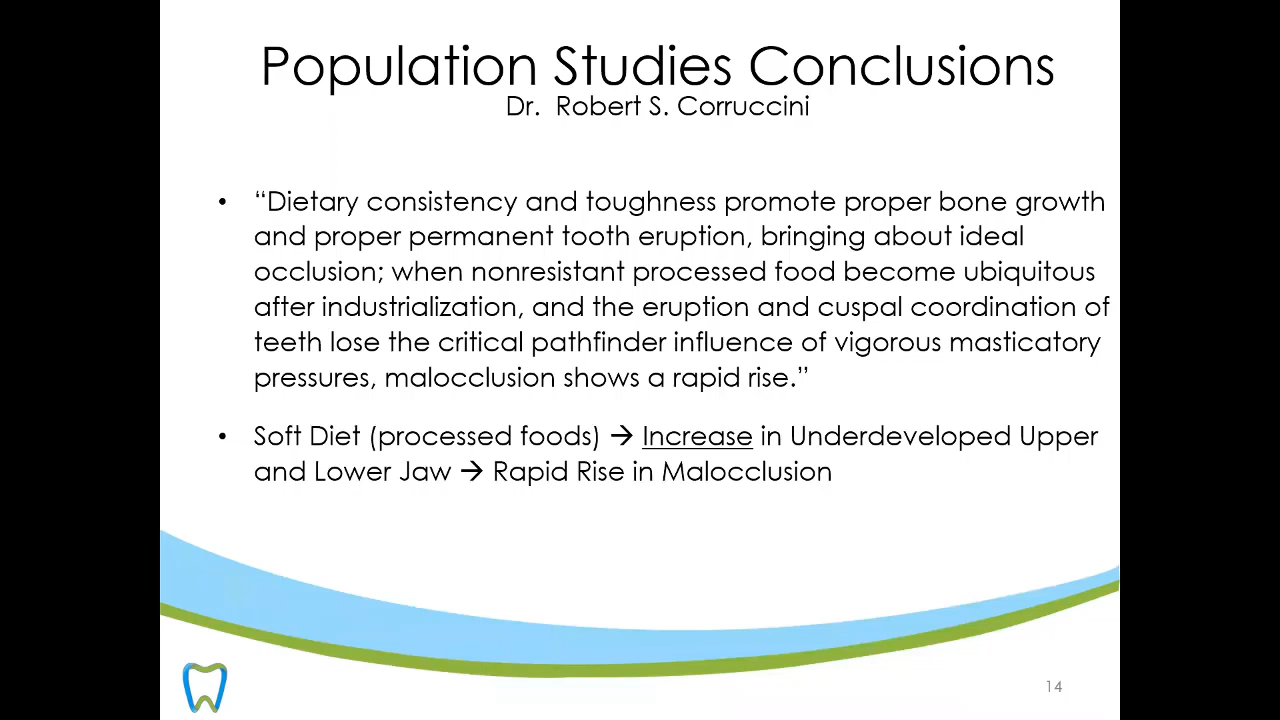 Population Studies Conclusions
Dr. Robert S. Corruccini
• “Dietary consistency and toughness promote proper bone growth
and proper permanent tooth eruption, bringing about ideal
occlusion; when nonresistant processed food become ubiquitous
after industrialization, and the eruption and cuspal coordination of
teeth lose the critical pathfinder influence of vigorous masticatory
pressures, malocclusion shows a rapid rise.”
• Soft Diet (processed foods) → Increase in Underdeveloped Upper
and Lower Jaw → Rapid Rise in Malocclusion
14